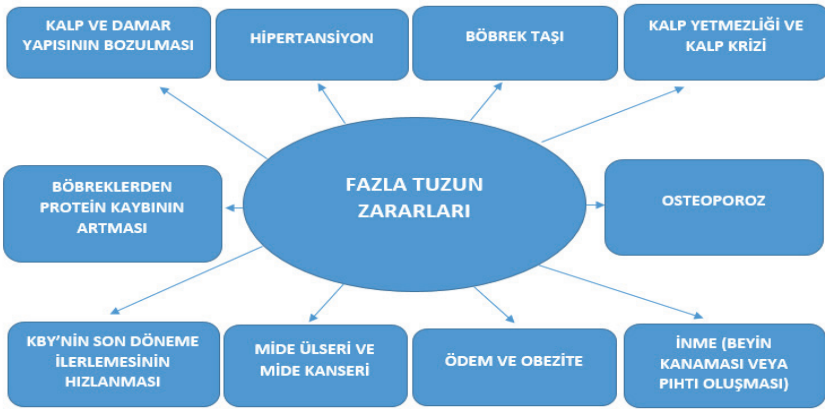 KALP VE DAMAR
YAPISININ BOZULMASI
HİPERTANSİYON
BÖBREK TAŞI
KALP YETMEZLİĞİ VE
KALP KRİZİ
BÖBREKLERDEN
PROTEİN KAYBININ
ARTMASI
FAZLA TUZUN
ZARARLARI
OSTEOPOROZ
KBY'NİN SON DÖNEME
İLERLEMESİNİN
HIZLANMASI
MİDE ÜLSERİ VE
MİDE KANSERİ
ÖDEM VE OBEZİTE
İNME (BEYİN
KANAMASI VEYA
PIHTI OLUŞMASI)